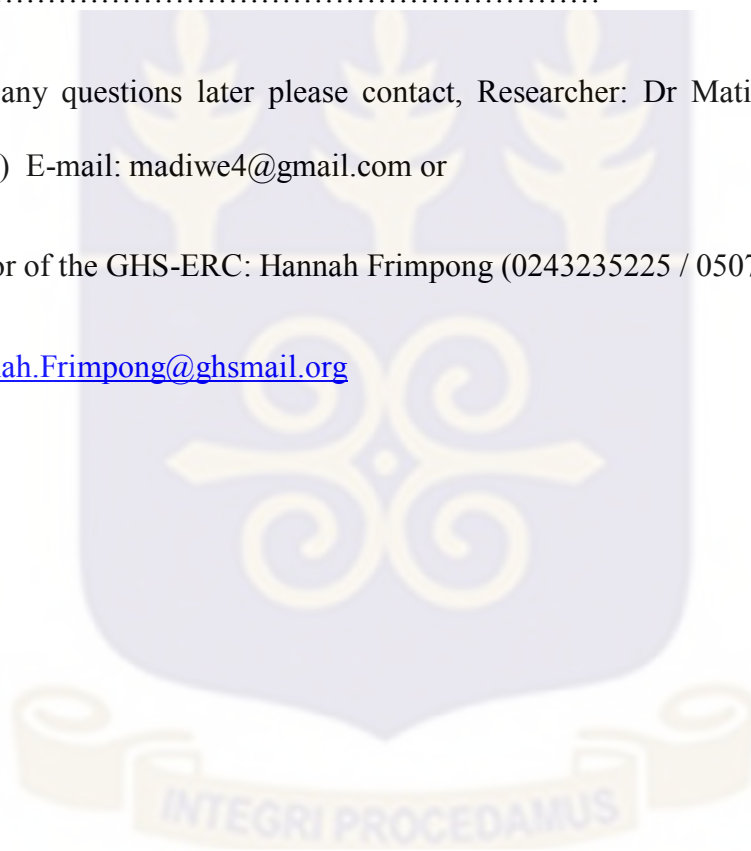 ……………………………………………………
any questions later please contact, Researcher: Dr Mati
) E-mail: madiwe4@gmail.com or
or of the GHS-ERC: Hannah Frimpong (0243235225 / 0507
ah.Frimpong@ghsmail.org
INTEGRI PROCEDAMUS